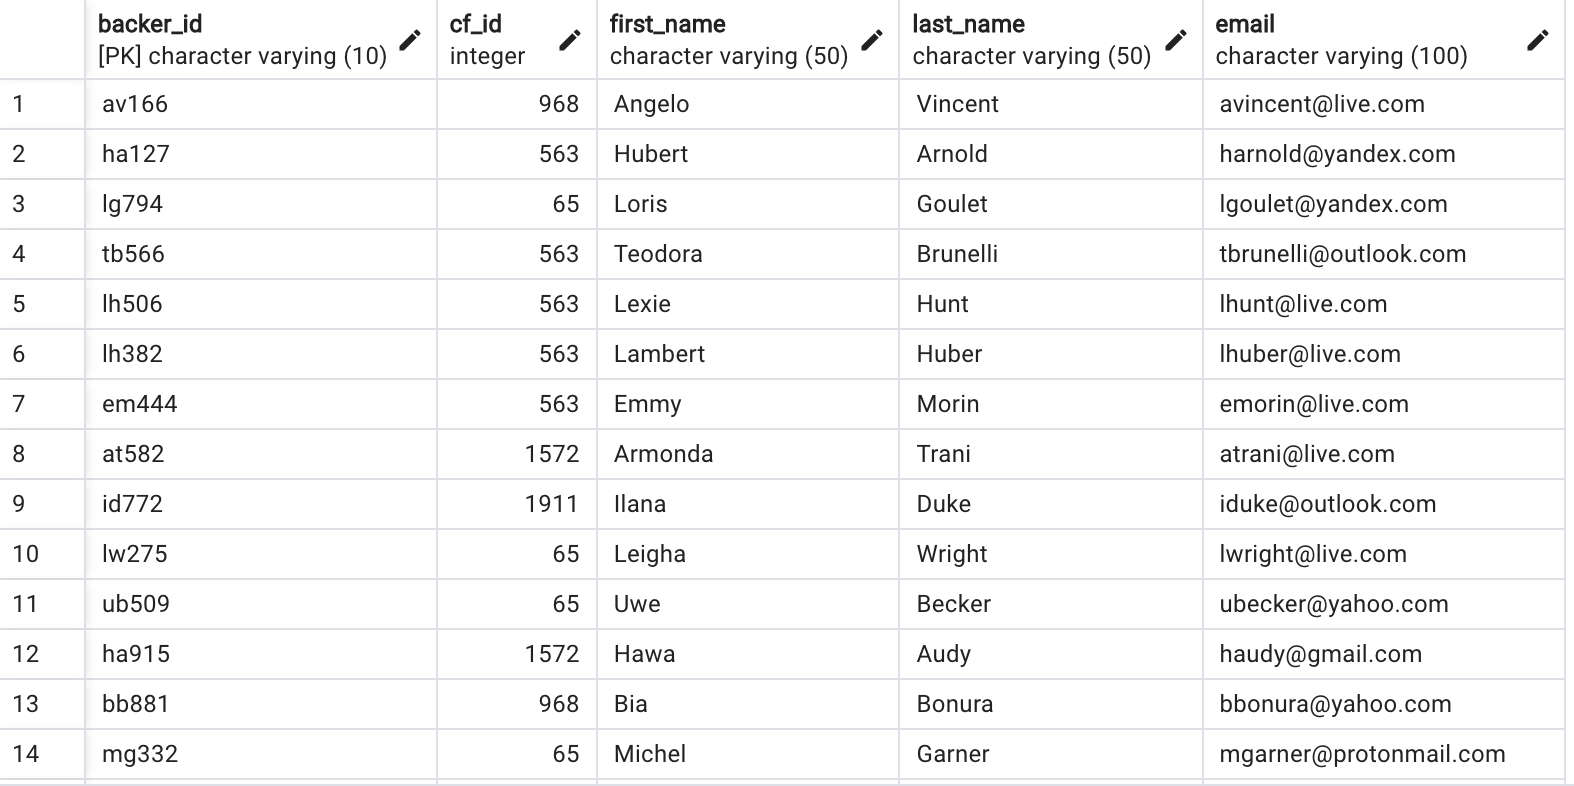 backer_id cf_id first_name last_name email
[PK] character varying (10) integer character varying (50) character varying (50) character varying (100)
1 av166 968 Angelo Vincent avincent@live.com
2 ha127 563 Hubert Arnold harnold@yandex.com
3 lg794 65 Loris Goulet lgoulet@yandex.com
4 tb566 563 Teodora Brunelli tbrunelli@outlook.com
5 lh506 563 Lexie Hunt lhunt@live.com
6 lh382 563 Lambert Huber lhuber@live.com
7 em444 563 Emmy Morin emorin@live.com
8 at582 1572 Armonda Trani atrani@live.com
9 id772 1911 Ilana Duke iduke@outlook.com
10 lw275 65 Leigha Wright lwright@live.com
11 ub509 65 Uwe Becker ubecker@yahoo.com
12 ha915 1572 Hawa Audy haudy@gmail.com
13 bb881 968 Bia Bonura bbonura@yahoo.com
14 mg332 65 Michel Garner mgarner@protonmail.com